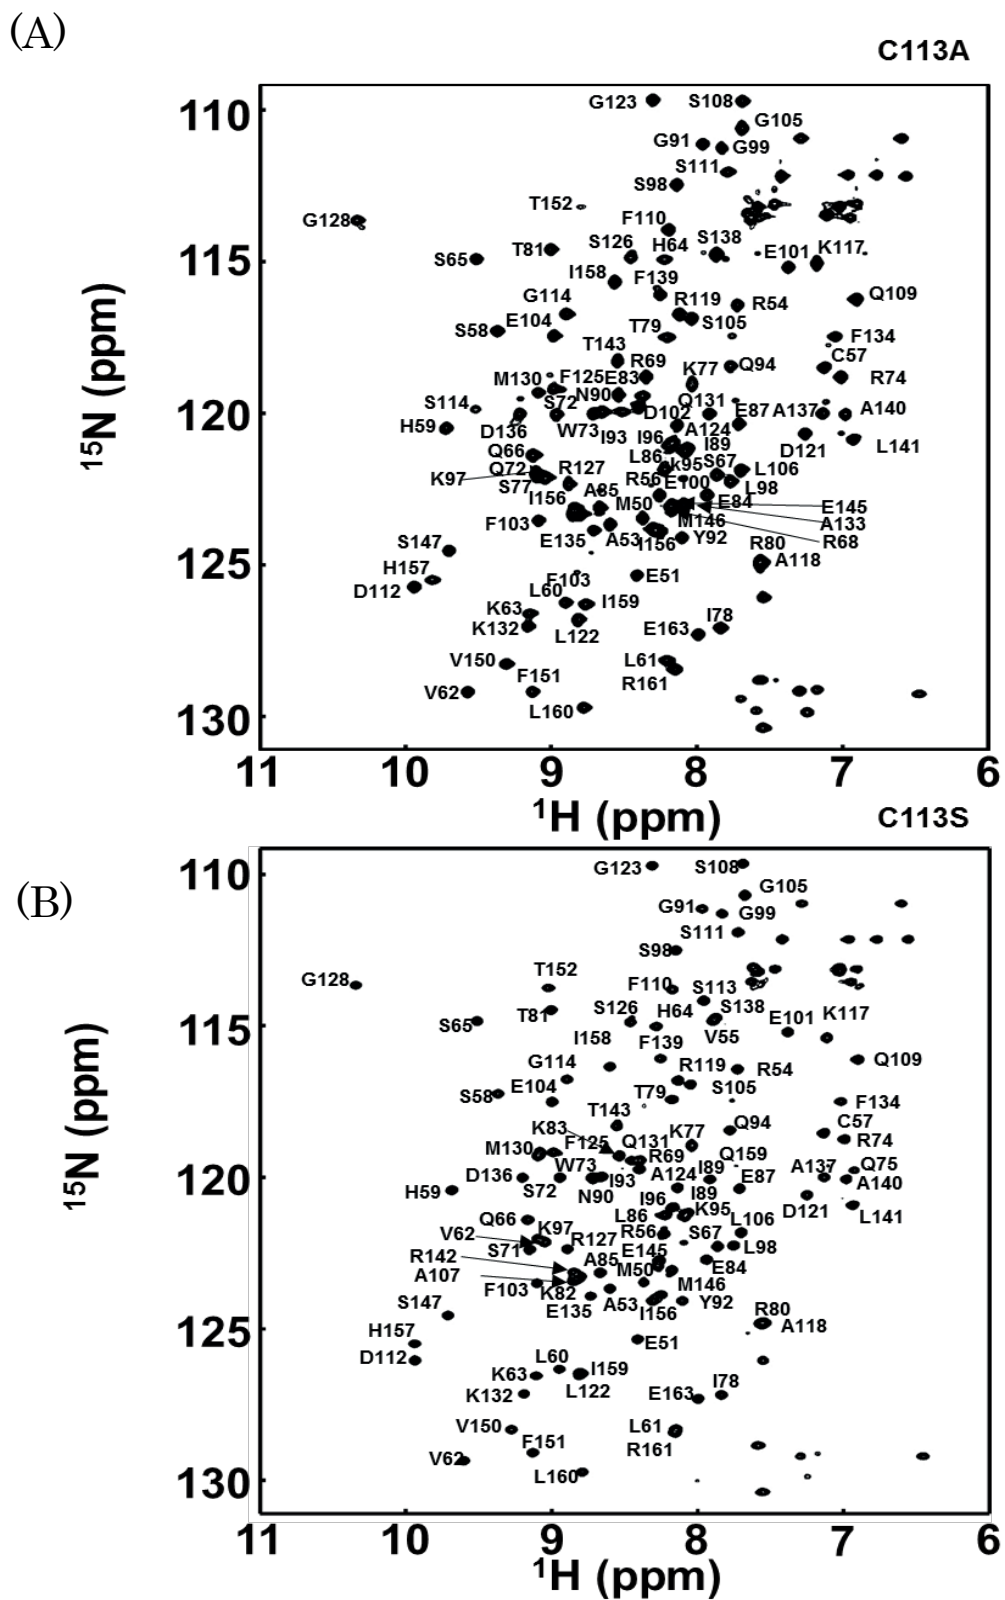 (A)
C113A
110
G123 S108
G105
G91 G99
S111
S98
T152
G128 F110
S126 H64 S138
T81 E101 K117
S65
I158 F139
G114 R119 R54 Q109
S58 E104 T79 S105
T143 F134
115
15N (ppm)
R69 K77 Q94 C57
M130 F125 E83 R74
N90 Q131
S114 S72 D102 E87 A137 A140
H59 D136 W73 I93 I96 A124
120
Q66 L86 I89 D121 L141
K97 Q72 R127 k95 S67 L106
S77 R56 E100 L98
I156 A85 M50 E84 E145
F103 M146 A133
E135 A53 I156 Y92 R68
S147 R80
H157 A118
125
D112 F103 E51
L60 I159
K63 I78
K132 L122 E163
V150 L61
F151 R161
V62 L160
130
11 10 9 8 7 6
1H (ppm)
C113S
(B)
110
G123 S108
G105
G91 G99
S111
S98
T152
G128 F110 S113
S126 H64 S138
T81 E101 K117
S65 V55
115
I158 F139
G114 R119 R54 Q109
E104 S105
S58 T79
T143 F134
K83 Q94 C57
15N (ppm)
F125 Q131 K77 R74
M130 R69 Q159
W73 I89 A137 Q75
D136 I93 A124 E87 A140
120
H59 S72 N90 I96 I89 D121 L141
Q66 L86 K95
V62 K97 R56 S67 L106
R142 S71 R127 E145 L98
A107 A85 M50 E84
F103 K82 M146
S147 E135 A53 I156 Y92 R80
A118
125
H157
D112 L60 I159 E51
K63 I78
K132 L122 E163
V150 L61
F151 R161
V62
L160
130
11 10 9 8 7 6
1H (ppm)